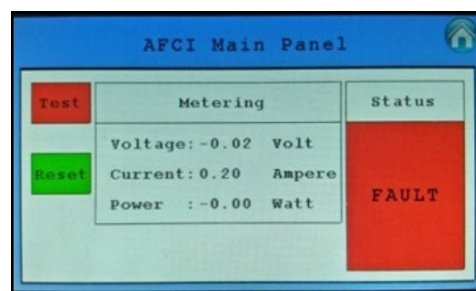 AFCI Main Panel
Test
Reset
Metering
Voltage:-0.02 Volt
Current:0.20 Ampere
Power :-0.00 Watt
Status
FAULT